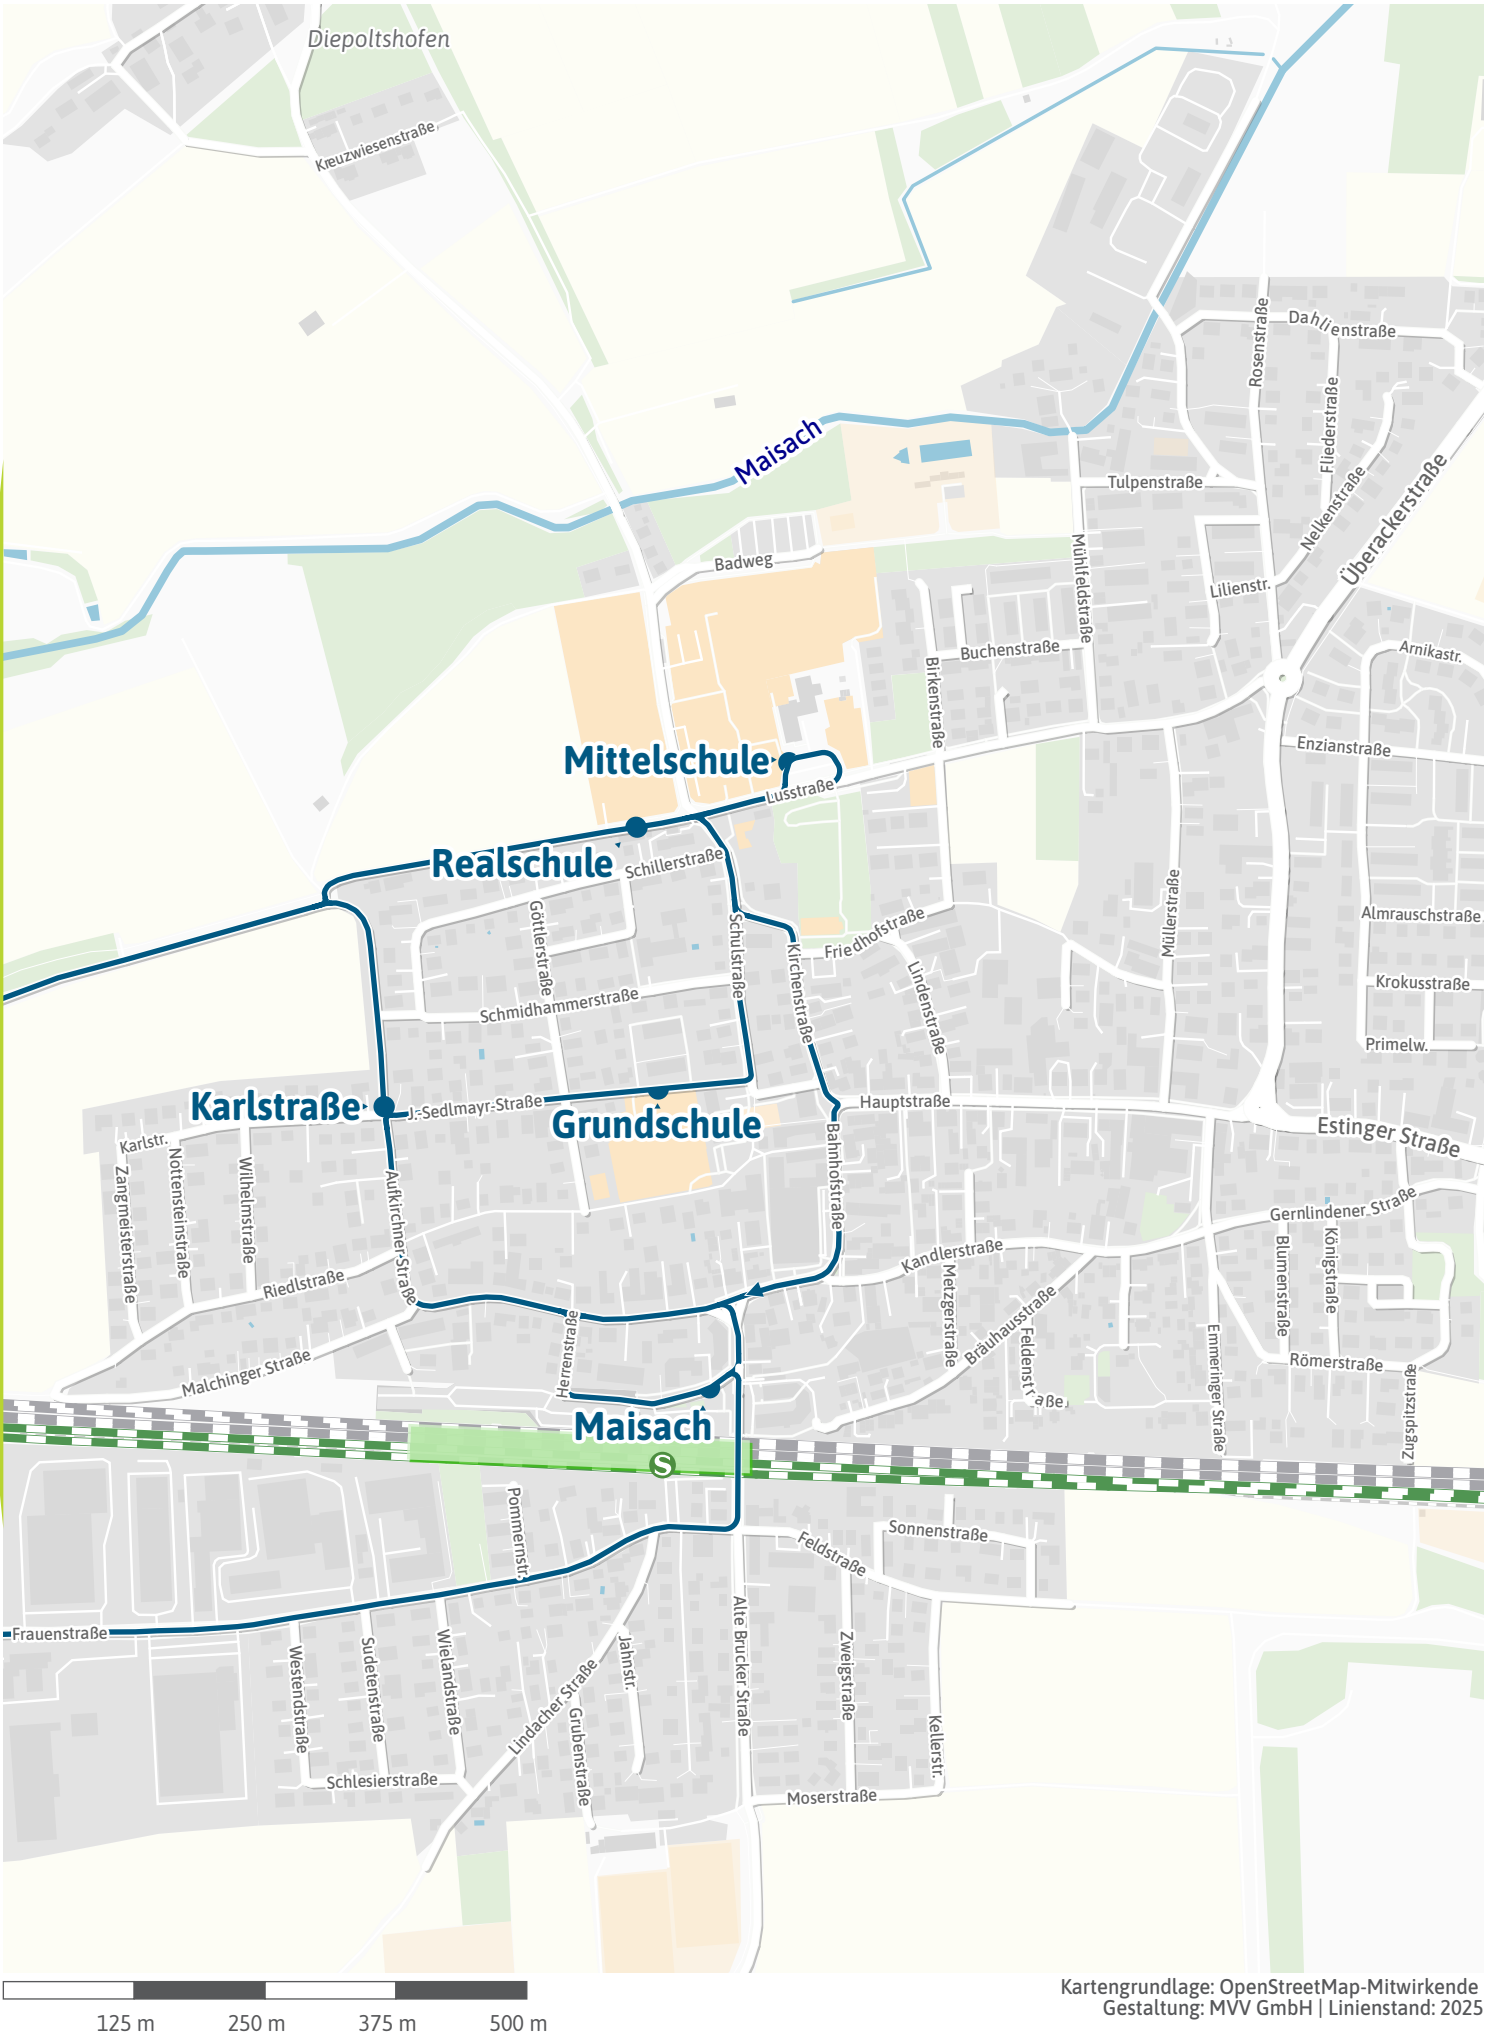 Diepoltshofen
Kreuzwiesenstraße
Dahlienstraße
Rosenstraße
Fliederstraße
Maisach
Nelkenstraße
Überackerstraße
Tulpenstraße
Badweg
Mühlfeldstraße
Lilienstr.
Buchenstraße
Birkenstraße
Arnikastr.
Enzianstraße
Mittelschule
Lusstraße
Realschule
Schillerstraße
Göttlerstraße
Schulstraße
Friedhofstraße
Müllerstraße
Almrauschstraße
Kirchenstraße
Lindenstraße
Krokusstraße
Schmidhammerstraße
Primelw.
Karlstraße
J.-Sedlmayr-Straße
Grundschule
Hauptstraße
Estinger Straße
Karlstr.
Zangmeisterstraße
Nottensteinstraße
Wilhelmstraße
Aufkirchner-Straße
Bahnhofstraße
Gernlindener Straße
Kandlerstraße
Blumenstraße
Königstraße
Riedlstraße
Metzgerstraße
Bräuhausstraße
Herrenstraße
Feldenstraße
Emmeringer Straße
Römerstraße
Zugspitzstraße
Malchinger Straße
Maisach
S
Pommernstr.
Sonnenstraße
Feldstraße
Frauenstraße
Westendstraße
Sudetenstraße
Wielandstraße
Lindacher Straße
Jahnstr.
Grubenstraße
Alte Brucker Straße
Zweigstraße
Kellerstr.
Schlesierstraße
Moserstraße
125 m
250 m
375 m
500 m
Kartengrundlage: OpenStreetMap-Mitwirkende
Gestaltung: MVV GmbH | Linienstand: 2025